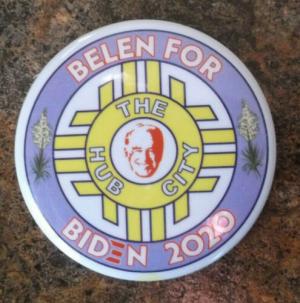 BELEN FOR
THE
HUB CITY
BIDEN 2020